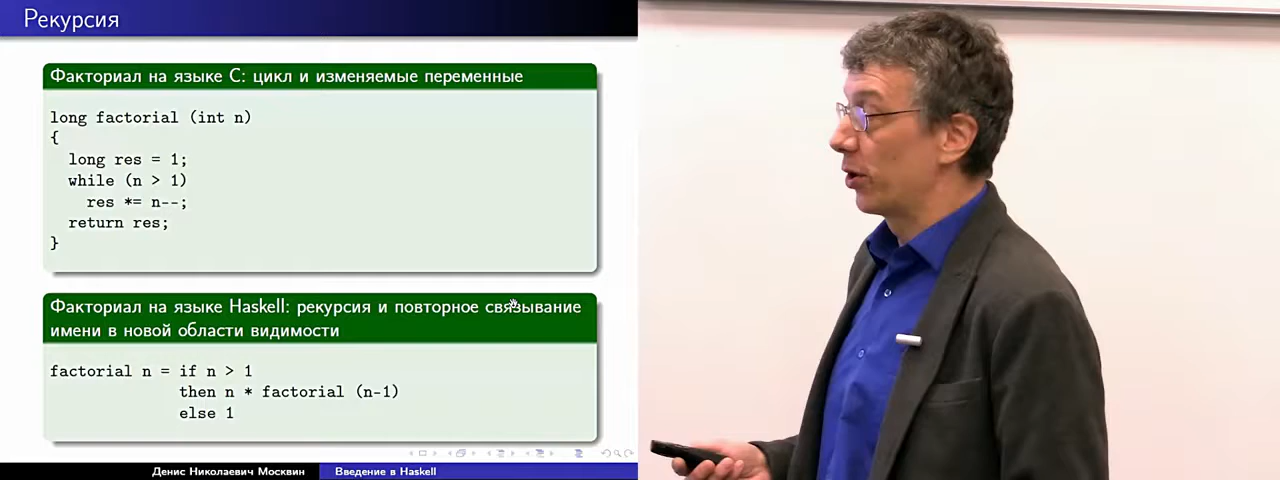 Рекурсия
Факториал на языке C: цикл и изменяемые переменные
long factorial (int n)
{
  long res = 1;
  while (n > 1)
    res *= n--;
  return res;
}
Факториал на языке Haskell: рекурсия и повторное связывание
имени в новой области видимости
factorial n = if n > 1
              then n * factorial (n-1)
              else 1
Денис Николаевич Москвин
Введение в Haskell